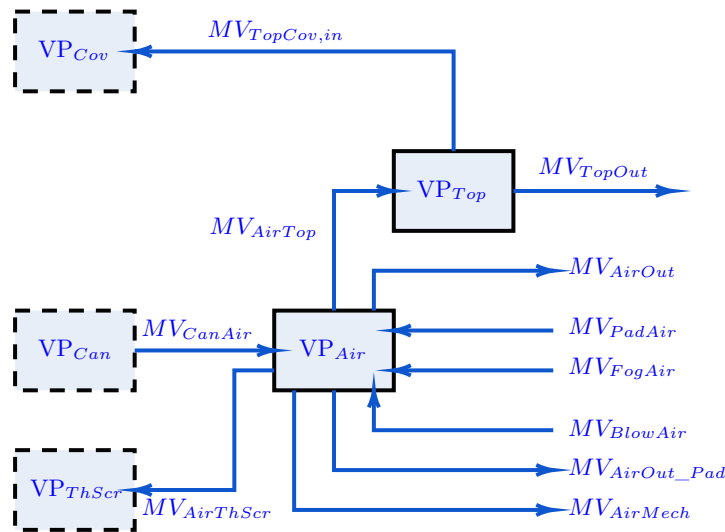 MV_{TopCov,in}
VP_{Cov}
MV_{TopOut}
VP_{Top}
MV_{AirTop}
MV_{AirOut}
MV_{CanAir}
MV_{PadAir}
VP_{Can}
VP_{Air}
MV_{FogAir}
MV_{BlowAir}
VP_{ThScr}
MV_{AirOut_Pad}
MV_{AirThScr}
MV_{AirMech}